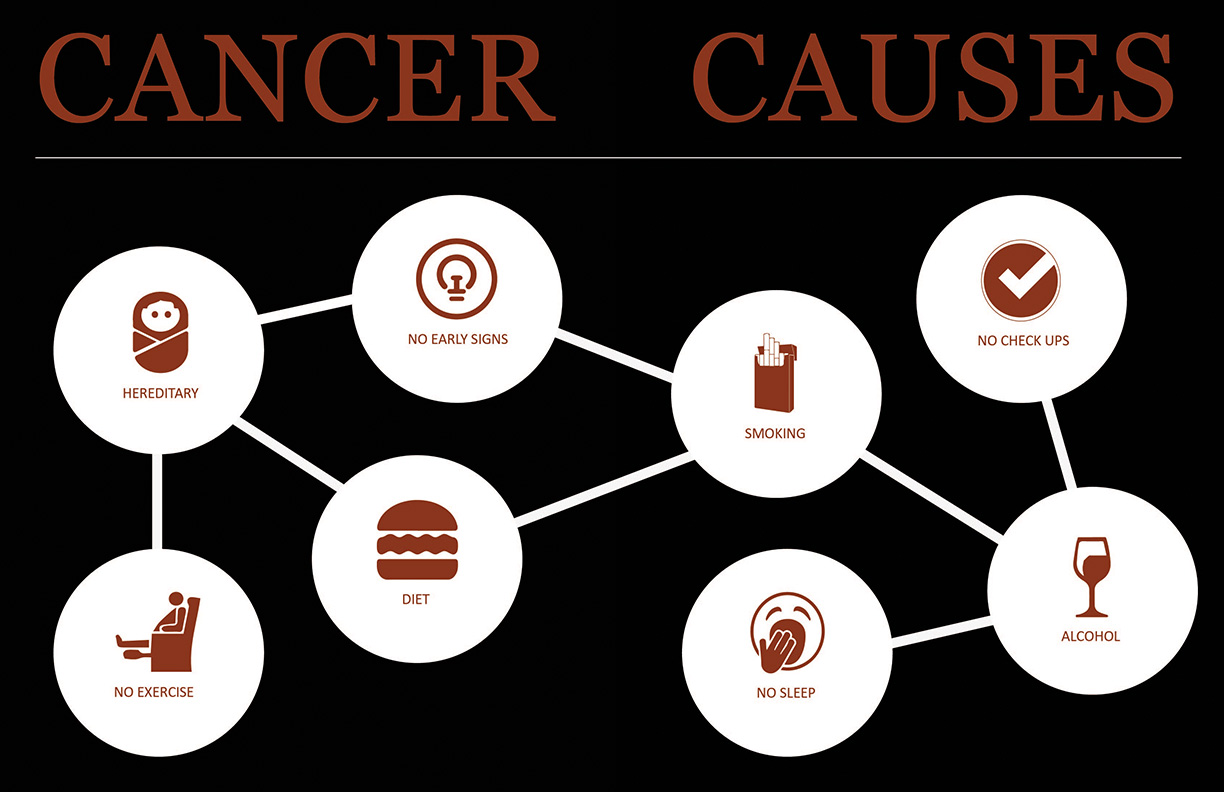 CANCER CAUSES
NO EARLY SIGNS
NO CHECK UPS
HEREDITARY
SMOKING
DIET
ALCOHOL
NO EXERCISE
NO SLEEP